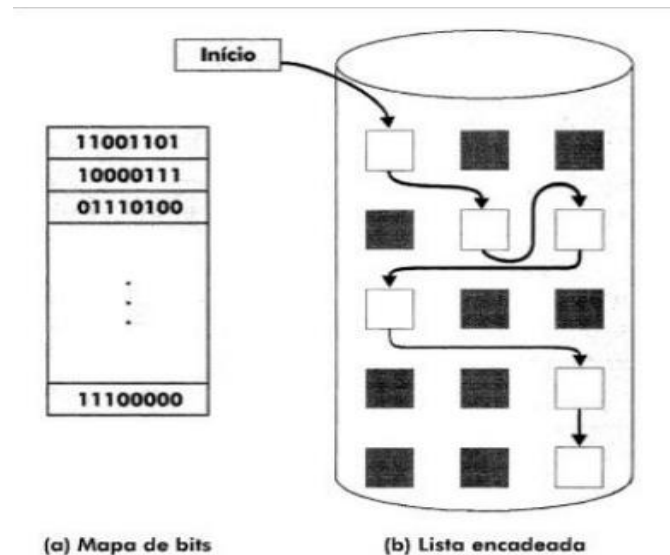 Início
11001101
10000111
01110100
.
.
.
11100000
(a) Mapa de bits
(b) Lista encadeada